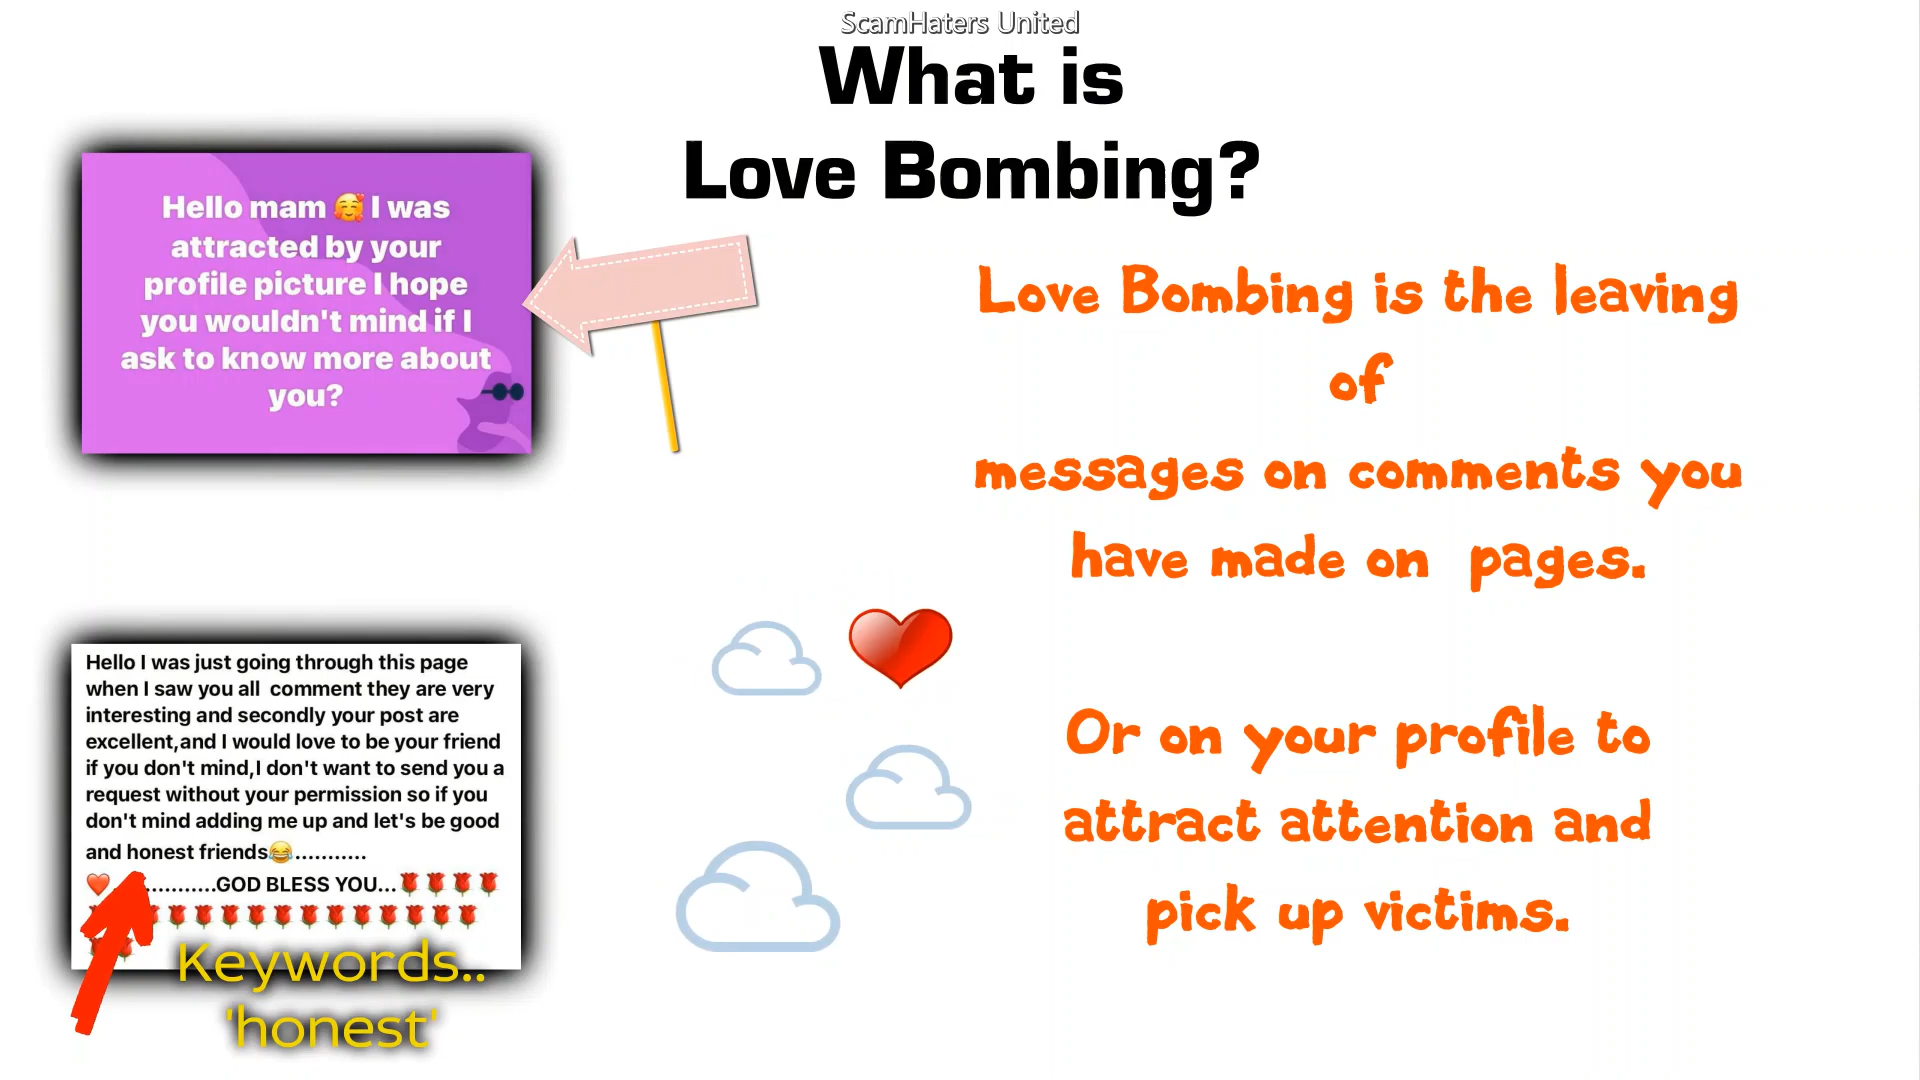 ScamHaters United
What is
Love Bombing?
Hello mam 🥰 I was
attracted by your
profile picture I hope
you wouldn't mind if I
ask to know more about
you?
Love Bombing is the leaving
of
messages on comments you
have made on pages.
Or on your profile to
attract attention and
pick up victims.
Hello I was just going through this page
when I saw you all comment they are very
interesting and secondly your post are
excellent,and I would love to be your friend
if you don't mind,I don't want to send you a
request without your permission so if you
don't mind adding me up and let's be good
and honest friends😂...........
❤️.............GOD BLESS YOU...🌹🌹🌹🌹
Keywords..
'honest'